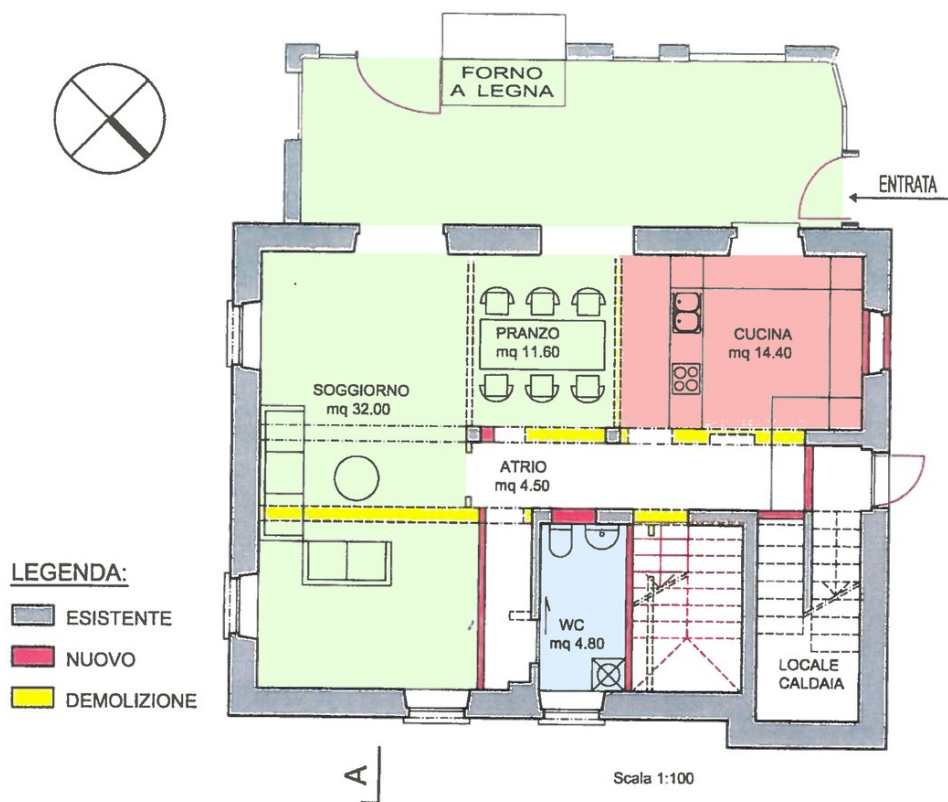 FORNO
A LEGNA
ENTRATA
PRANZO
mq 11.60
CUCINA
mq 14.40
SOGGIORNO
mq 32.00
ATRIO
mq 4.50
LEGENDA:
ESISTENTE
NUOVO
DEMOLIZIONE
WC
mq 4.80
LOCALE
CALDAIA
A
Scala 1:100